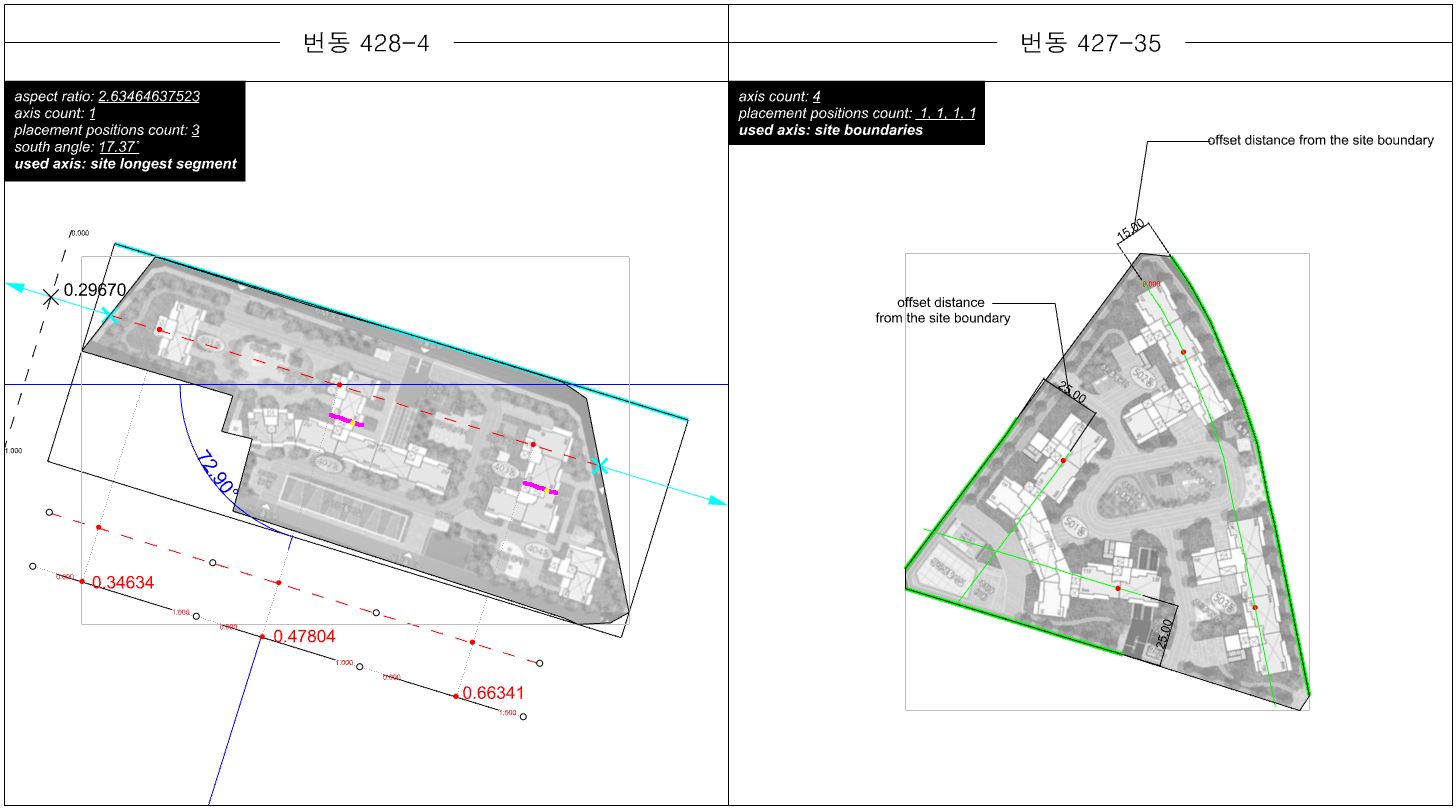 번동 428-4
aspect ratio: 2.63464637523
axis count: 1
placement positions count: 3
south angle: 17.37°
used axis: site longest segment
0.000
0.29670
1.000
72.90°
0.000
0.34634
1.000
0.000
0.47804
1.000
0.000
0.66341
1.000
407동
403동
404동
번동 427-35
axis count: 4
placement positions count: 1, 1, 1, 1
used axis: site boundaries
offset distance from the site boundary
15.00
0.000
offset distance
from the site boundary
25.00
502동
501동
503동
25.00